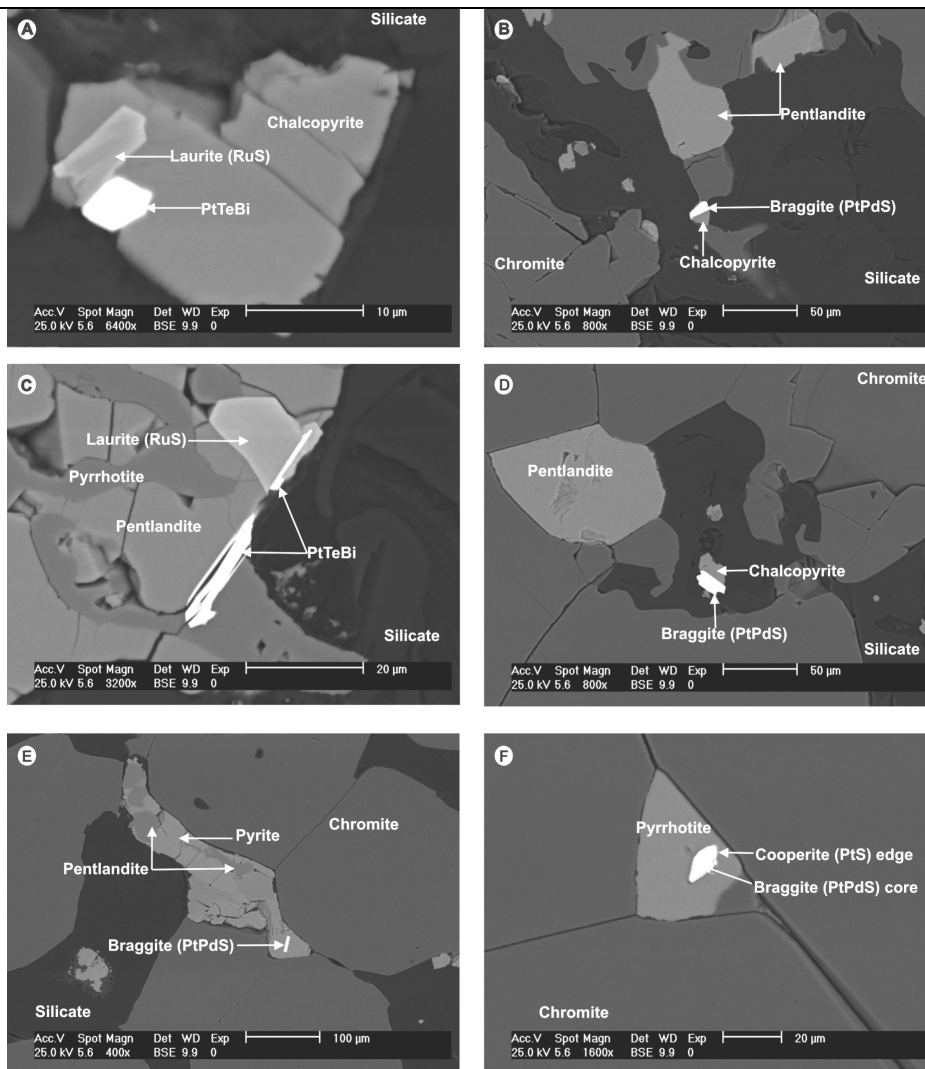 A
Silicate
Chalcopyrite
Laurite (RuS)
PtTeBi
Acc.V Spot Magn Det WD Exp
25.0 kV 5.6 6400x BSE 9.9 0
10 µm
B
Pentlandite
Braggite (PtPdS)
Chromite
Chalcopyrite
Silicate
Acc.V Spot Magn Det WD Exp
25.0 kV 5.6 800x BSE 9.9 0
50 µm
C
Laurite (RuS)
Pyrrhotite
Pentlandite
PtTeBi
Silicate
Acc.V Spot Magn Det WD Exp
25.0 kV 5.6 3200x BSE 9.9 0
20 µm
D
Chromite
Pentlandite
Chalcopyrite
Braggite (PtPdS)
Silicate
Acc.V Spot Magn Det WD Exp
25.0 kV 5.6 800x BSE 9.9 0
50 µm
E
Chromite
Pyrite
Pentlandite
Braggite (PtPdS)
Silicate
Acc.V Spot Magn Det WD Exp
25.0 kV 5.6 400x BSE 9.9 0
100 µm
F
Pyrrhotite
Cooperite (PtS) edge
Braggite (PtPdS) core
Chromite
Acc.V Spot Magn Det WD Exp
25.0 kV 5.6 1600x BSE 9.9 0
20 µm